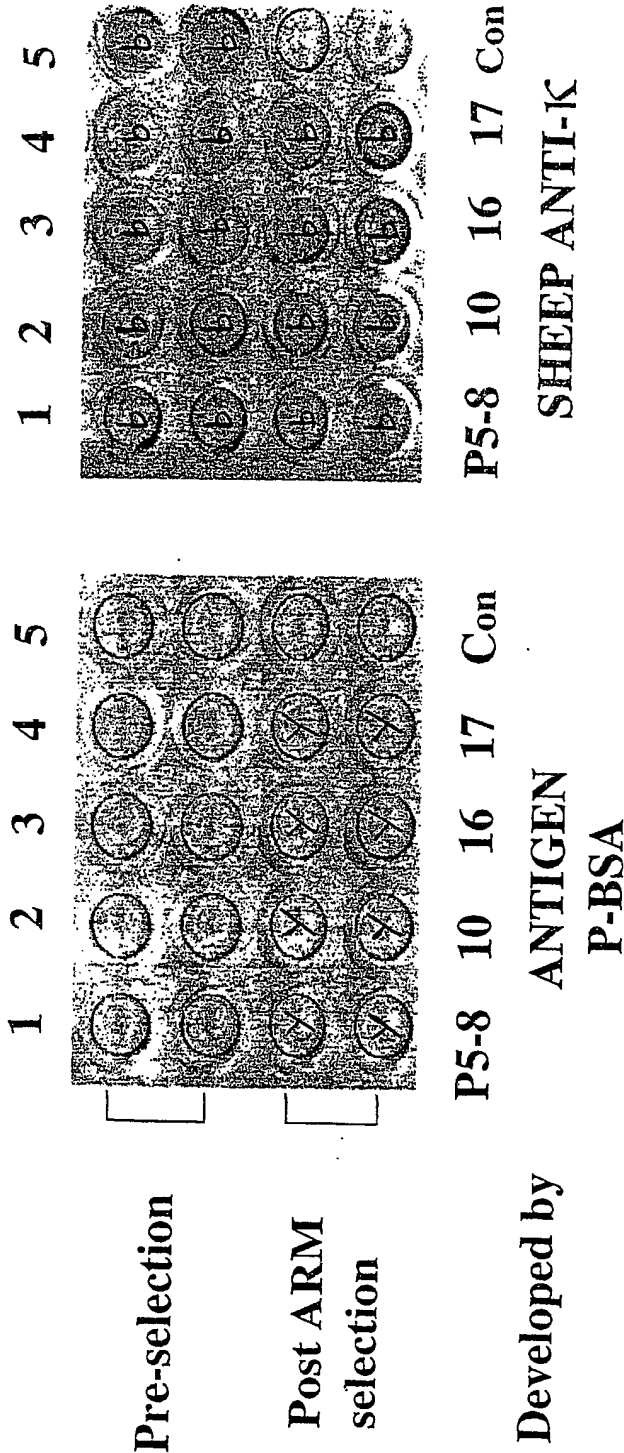 1 2 3 4 5 1 2 3 4 5
Pre-selection
Post ARM
selection
P5-8 10 16 17 Con P5-8 10 16 17 Con
Developed by ANTIGEN SHEEP ANTI-K
P-BSA